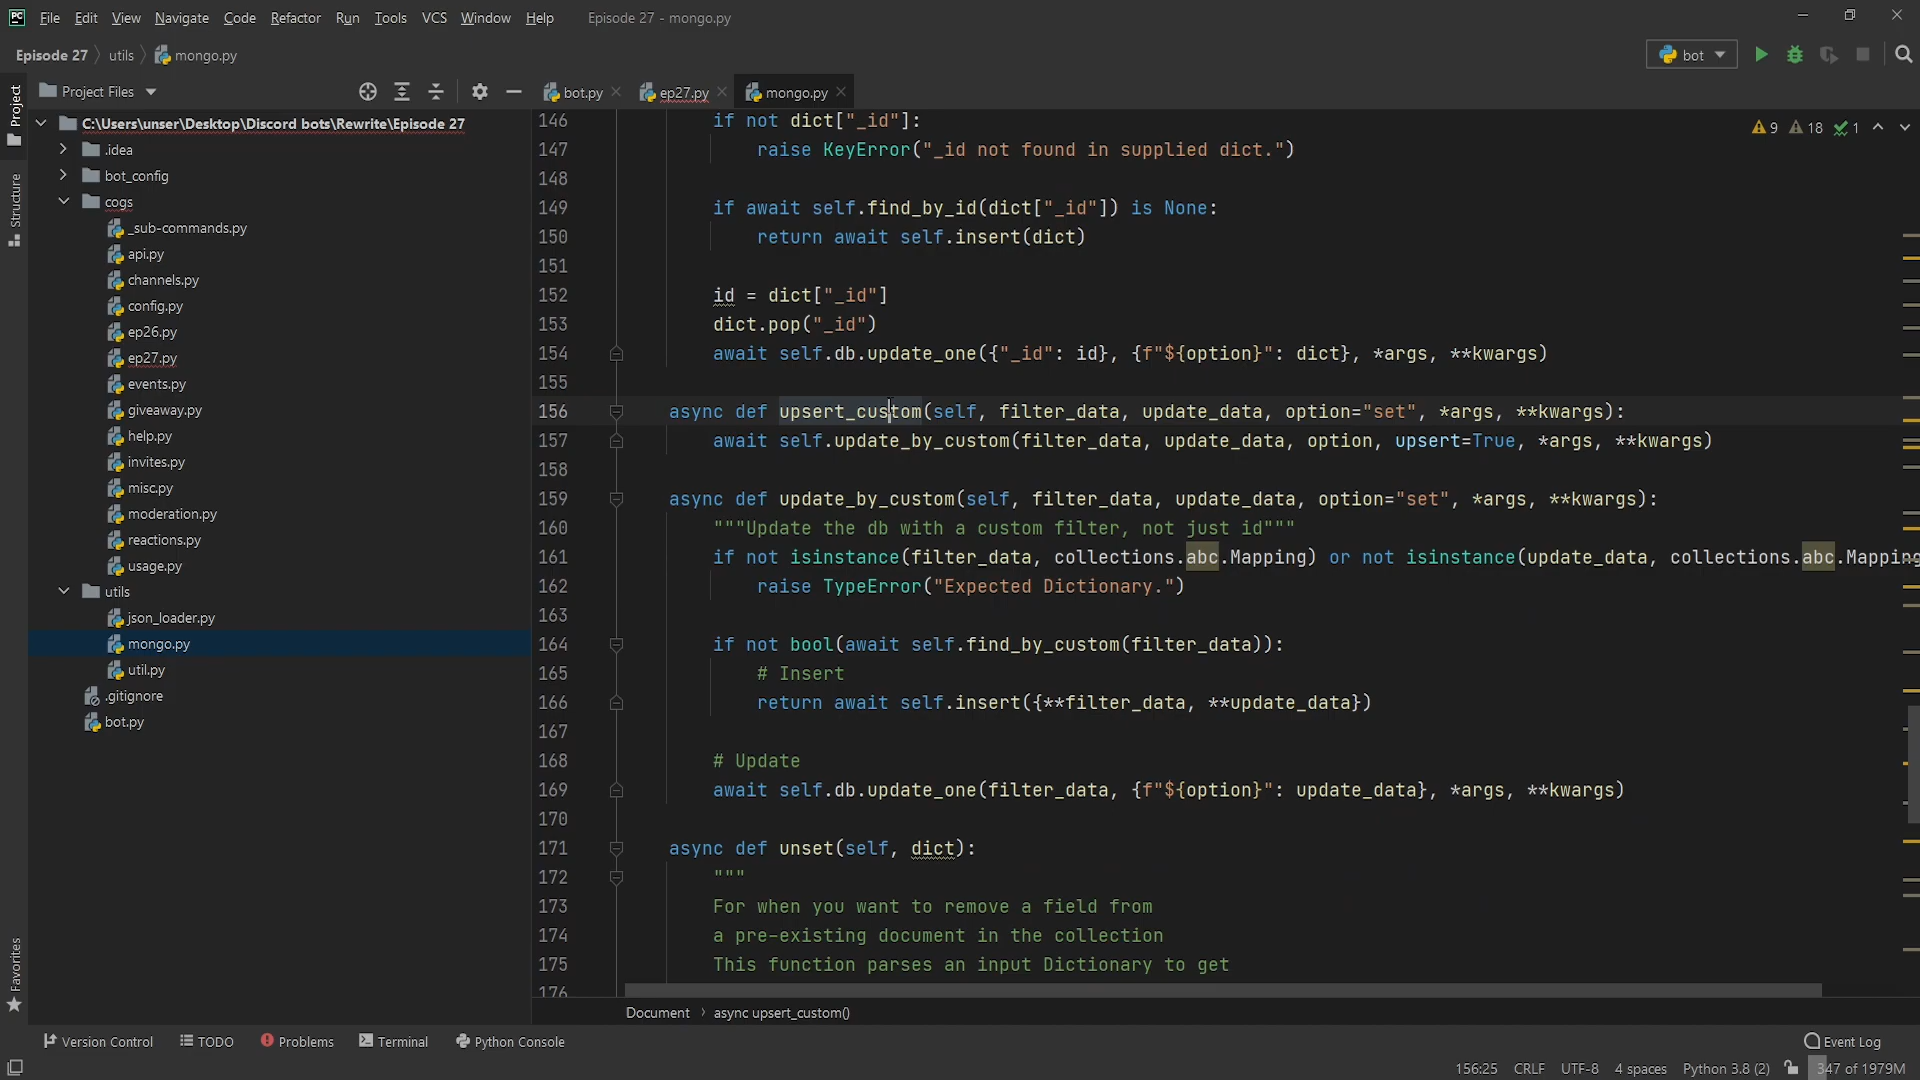 PC File Edit View Navigate Code Refactor Run Tools VCS Window Help Episode 27 - mongo.py
Episode 27 utils mongo.py bot
Project Files
bot.py ep27.py mongo.py
Project
Structure
Favorites
C:\Users\unser\Desktop\Discord bots\Rewrite\Episode 27
.idea
bot_config
cogs
_sub-commands.py
api.py
channels.py
config.py
ep26.py
ep27.py
events.py
giveaway.py
help.py
invites.py
misc.py
moderation.py
reactions.py
usage.py
utils
json_loader.py
mongo.py
util.py
.gitignore
bot.py
9 18 1
146 if not dict["_id"]:
147 raise KeyError("_id not found in supplied dict.")
148
149 if await self.find_by_id(dict["_id"]) is None:
150 return await self.insert(dict)
151
152 id = dict["_id"]
153 dict.pop("_id")
154 await self.db.update_one({"_id": id}, {f"${option}": dict}, *args, **kwargs)
155
156 async def upsert_custom(self, filter_data, update_data, option="set", *args, **kwargs):
157 await self.update_by_custom(filter_data, update_data, option, upsert=True, *args, **kwargs)
158
159 async def update_by_custom(self, filter_data, update_data, option="set", *args, **kwargs):
160 """Update the db with a custom filter, not just id"""
161 if not isinstance(filter_data, collections.abc.Mapping) or not isinstance(update_data, collections.abc.Mapping
162 raise TypeError("Expected Dictionary.")
163
164 if not bool(await self.find_by_custom(filter_data)):
165 # Insert
166 return await self.insert({**filter_data, **update_data})
167
168 # Update
169 await self.db.update_one(filter_data, {f"${option}": update_data}, *args, **kwargs)
170
171 async def unset(self, dict):
172 """
173 For when you want to remove a field from
174 a pre-existing document in the collection
175 This function parses an input Dictionary to get
176
Document async upsert_custom()
Version Control TODO Problems Terminal Python Console Event Log
156:25 CRLF UTF-8 4 spaces Python 3.8 (2) 347 of 1979M